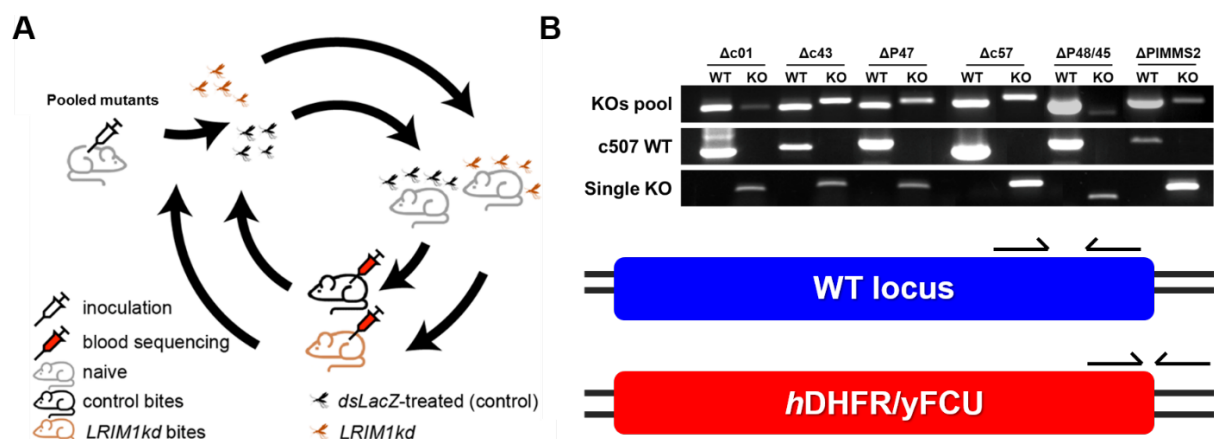 A
Pooled mutants
inoculation
blood sequencing
naive
control bites
LRIM1kd bites
dsLacZ-treated (control)
LRIM1kd
B
Δc01 Δc43 ΔP47 Δc57 ΔP48/45 ΔPIMMS2
WT KO WT KO WT KO WT KO WT KO WT KO
KOs pool
c507 WT
Single KO
WT locus
hDHFR/yFCU